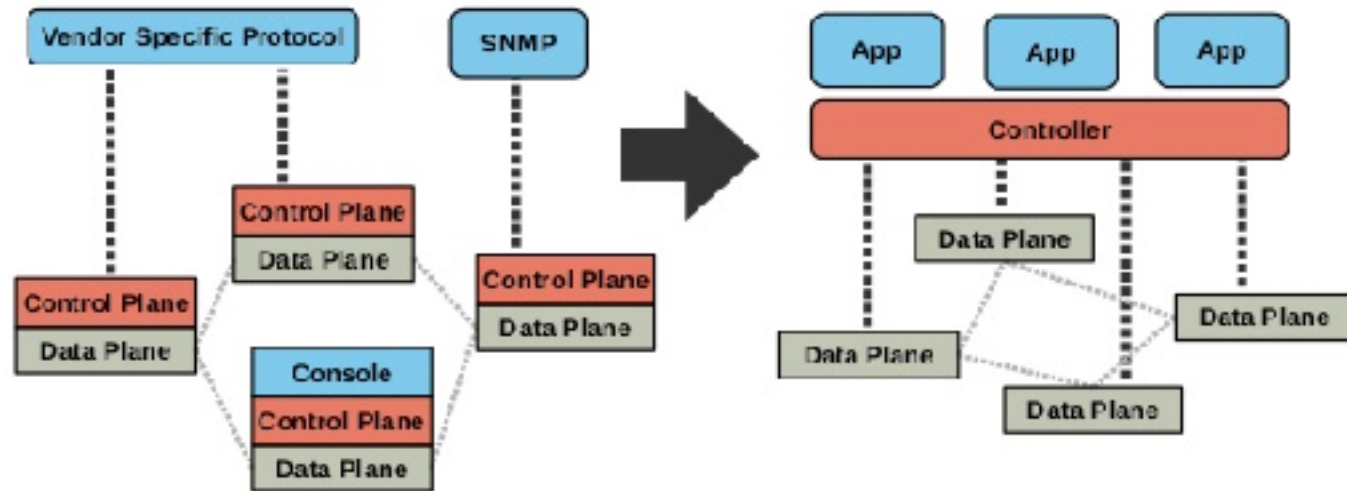 Vendor Specific Protocol
SNMP
Control Plane
Data Plane
Control Plane
Data Plane
Console
Control Plane
Data Plane
Control Plane
Data Plane
App
App
App
Controller
Data Plane
Data Plane
Data Plane
Data Plane